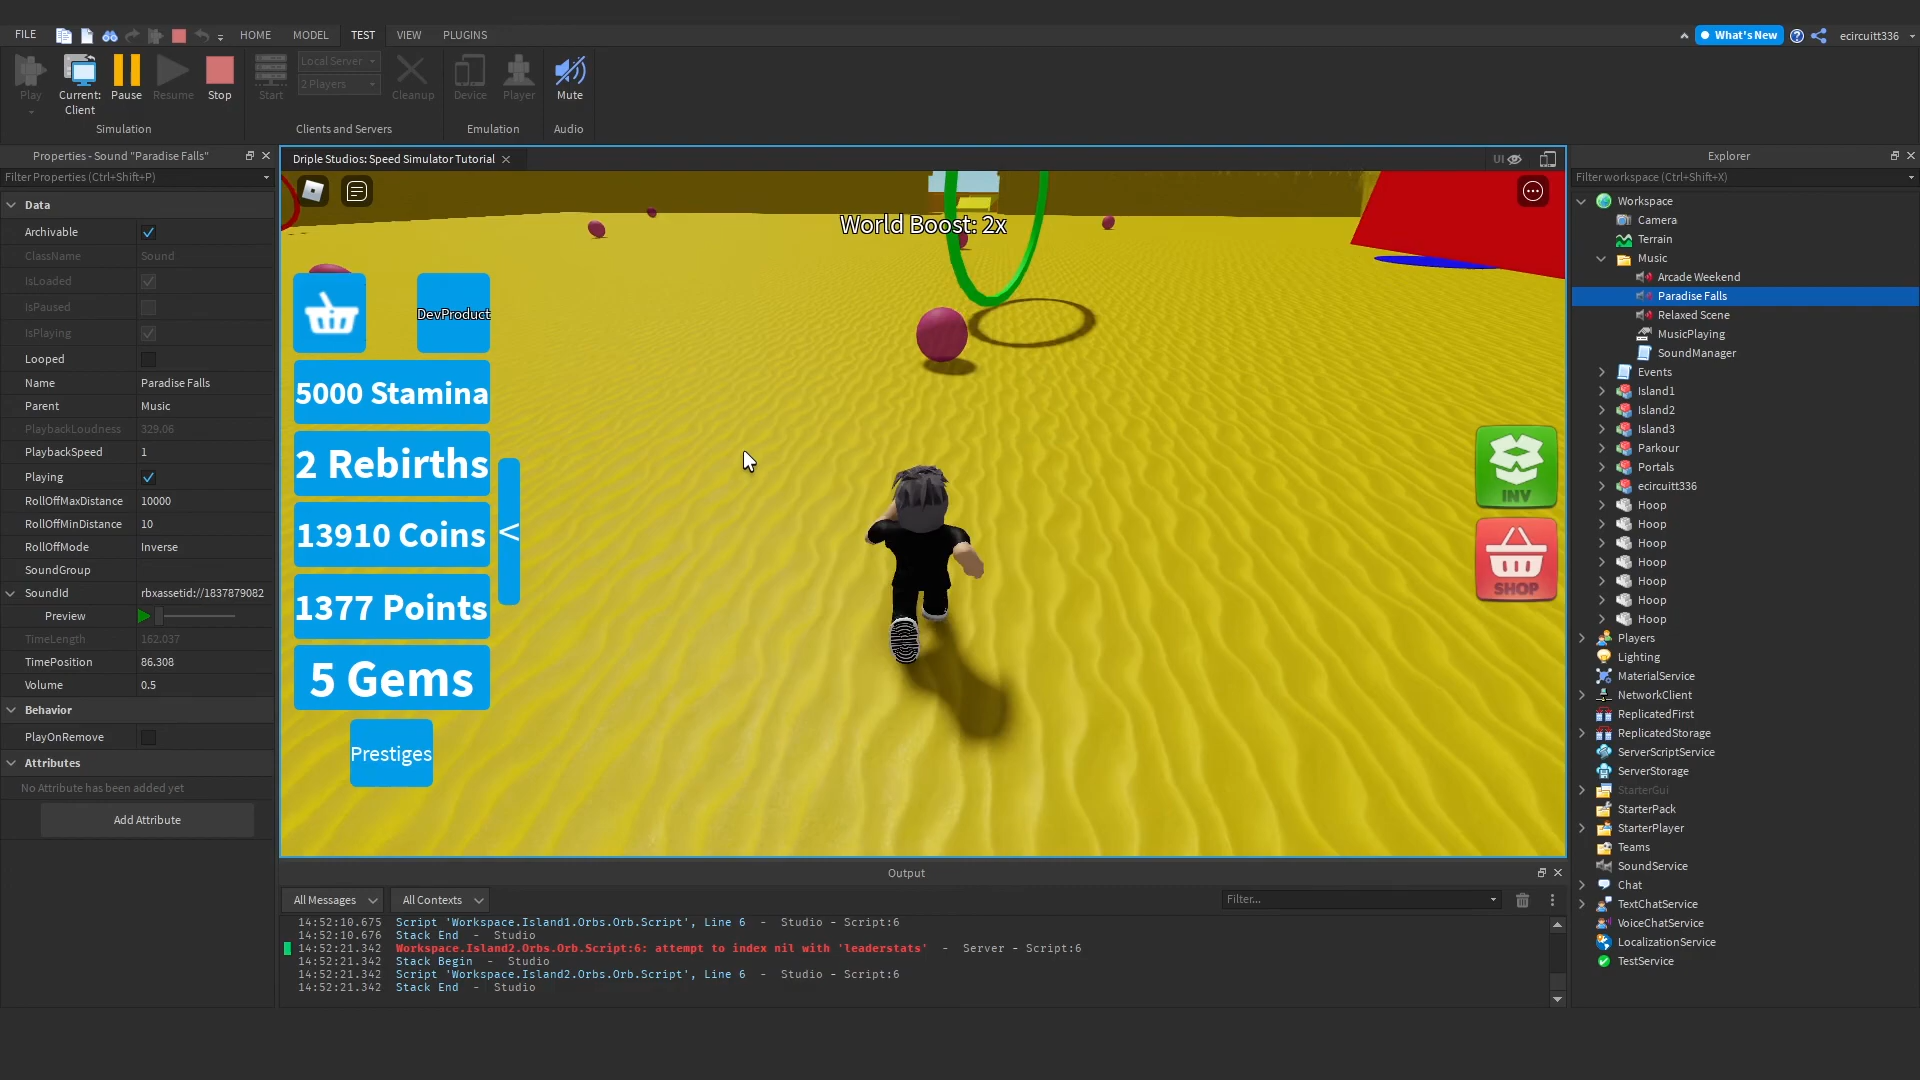 FILE
HOME
MODEL
TEST
VIEW
PLUGINS
What's New
ecircuitt336
Play
Current:
Client
Pause
Resume
Stop
Start
Local Server
2 Players
Cleanup
Device
Player
Mute
Simulation
Clients and Servers
Emulation
Audio
Properties - Sound "Paradise Falls"
Filter Properties (Ctrl+Shift+P)
Data
Archivable
ClassName Sound
IsLoaded
IsPaused
IsPlaying
Looped
Name Paradise Falls
Parent Music
PlaybackLoudness 329.06
PlaybackSpeed 1
Playing
RollOffMaxDistance 10000
RollOffMinDistance 10
RollOffMode Inverse
SoundGroup
SoundId rbxassetid://1837879082
Preview
TimeLength 162.037
TimePosition 86.308
Volume 0.5
Behavior
PlayOnRemove
Attributes
No Attribute has been added yet
Add Attribute
Driple Studios: Speed Simulator Tutorial
UI
World Boost: 2x
DevProduct
5000 Stamina
2 Rebirths
13910 Coins
<
1377 Points
5 Gems
Prestiges
INV
SHOP
Output
All Messages
All Contexts
Filter...
14:52:10.675 Script 'Workspace.Island1.Orbs.Orb.Script', Line 6 - Studio - Script:6
14:52:10.676 Stack End - Studio
14:52:21.342 Workspace.Island2.Orbs.Orb.Script:6: attempt to index nil with 'leaderstats' - Server - Script:6
14:52:21.342 Stack Begin - Studio
14:52:21.342 Script 'Workspace.Island2.Orbs.Orb.Script', Line 6 - Studio - Script:6
14:52:21.342 Stack End - Studio
Explorer
Filter workspace (Ctrl+Shift+X)
Workspace
Camera
Terrain
Music
Arcade Weekend
Paradise Falls
Relaxed Scene
MusicPlaying
SoundManager
Events
Island1
Island2
Island3
Parkour
Portals
ecircuitt336
Hoop
Hoop
Hoop
Hoop
Hoop
Hoop
Hoop
Players
Lighting
MaterialService
NetworkClient
ReplicatedFirst
ReplicatedStorage
ServerScriptService
ServerStorage
StarterGui
StarterPack
StarterPlayer
Teams
SoundService
Chat
TextChatService
VoiceChatService
LocalizationService
TestService